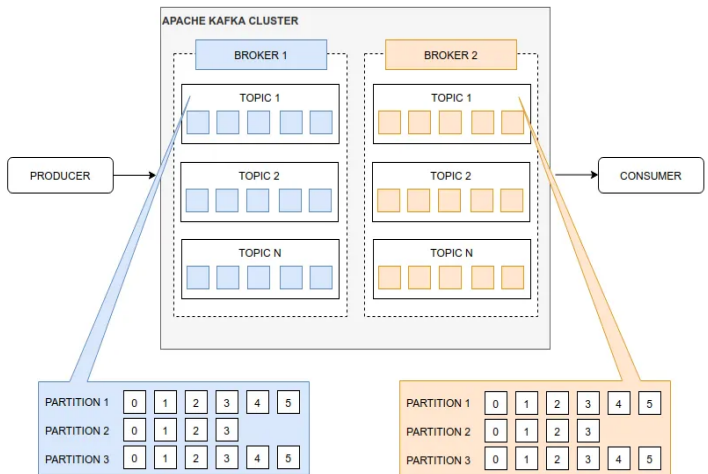 APACHE KAFKA CLUSTER
BROKER 1
BROKER 2
TOPIC 1
TOPIC 1
PRODUCER
TOPIC 2
TOPIC 2
CONSUMER
TOPIC N
TOPIC N
PARTITION 1 0 1 2 3 4 5
PARTITION 2 0 1 2 3
PARTITION 3 0 1 2 3 4 5
PARTITION 1 0 1 2 3 4 5
PARTITION 2 0 1 2 3
PARTITION 3 0 1 2 3 4 5